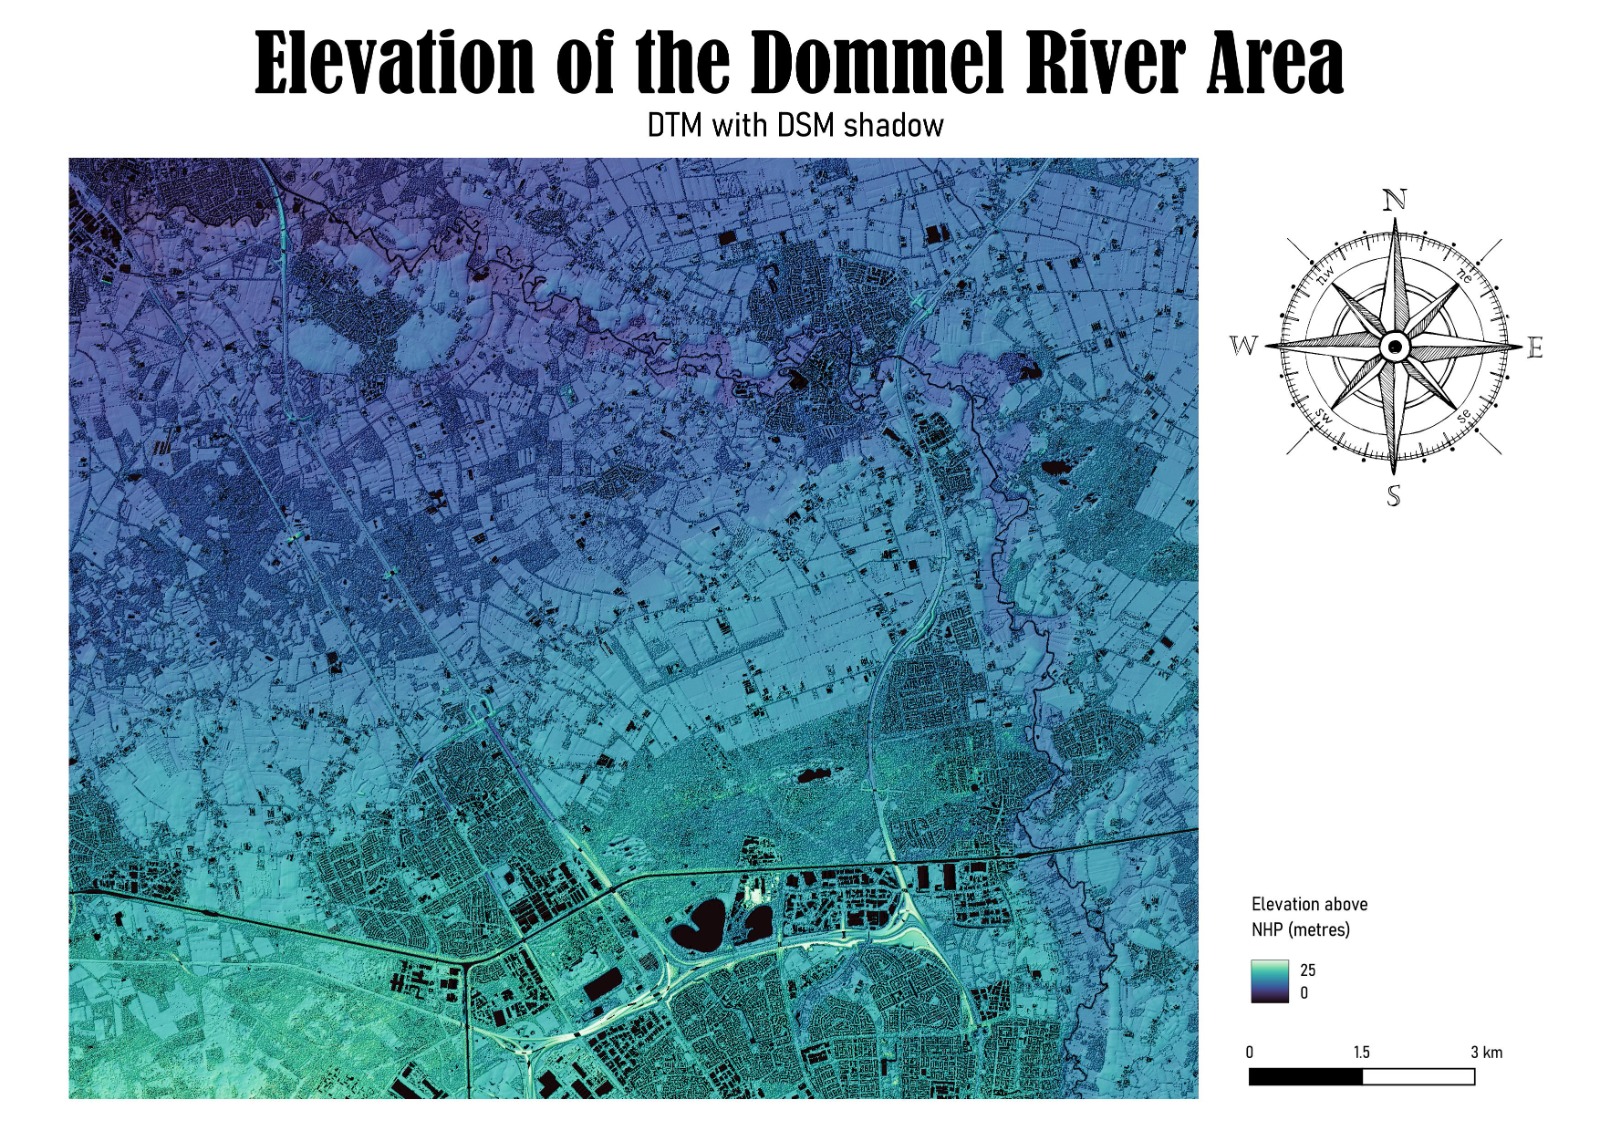 Elevation of the Dommel River Area
DTM with DSM shadow
N
nw
ne
W
E
sw
se
S
Elevation above
NHP (metres)
25
0
0 1.5 3 km